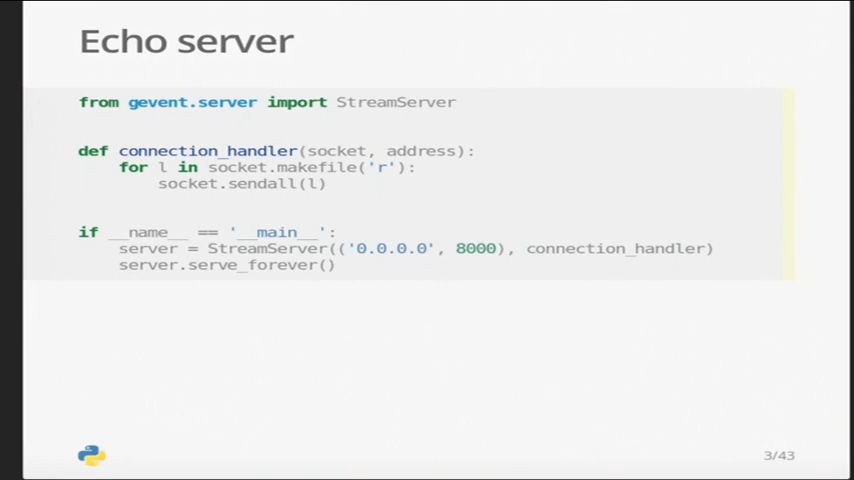 Echo server
from gevent.server import StreamServer
def connection_handler(socket, address):
for l in socket.makefile('r'):
socket.sendall(l)
if __name__ == '__main__':
server = StreamServer(('0.0.0.0', 8000), connection_handler)
server.serve_forever()
3/43